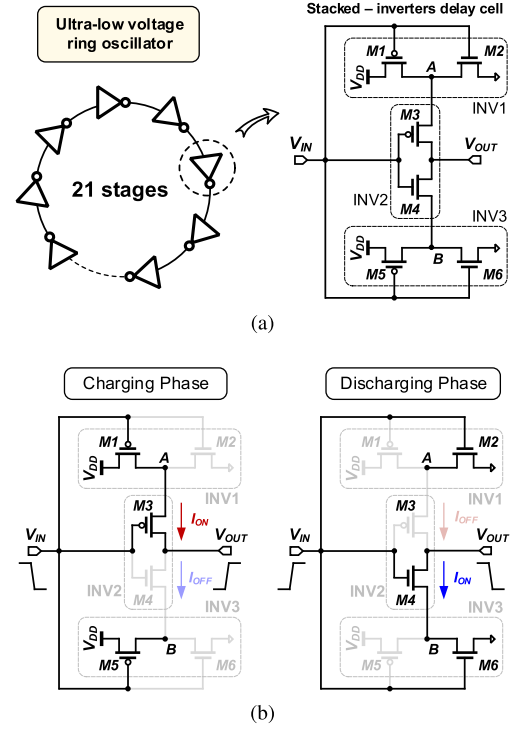 Ultra-low voltage
ring oscillator
21 stages
Stacked – inverters delay cell
M1
M2
A
VDD
INV1
M3
VIN
VOUT
INV2
M4
INV3
VDD
B
M5
M6
(a)
Charging Phase
M1
M2
A
VDD
INV1
M3
ION
VIN
VOUT
IOFF
INV2
M4
INV3
VDD
B
M5
M6
Discharging Phase
M1
M2
A
VDD
INV1
M3
IOFF
VIN
VOUT
ION
INV2
M4
INV3
VDD
B
M5
M6
(b)